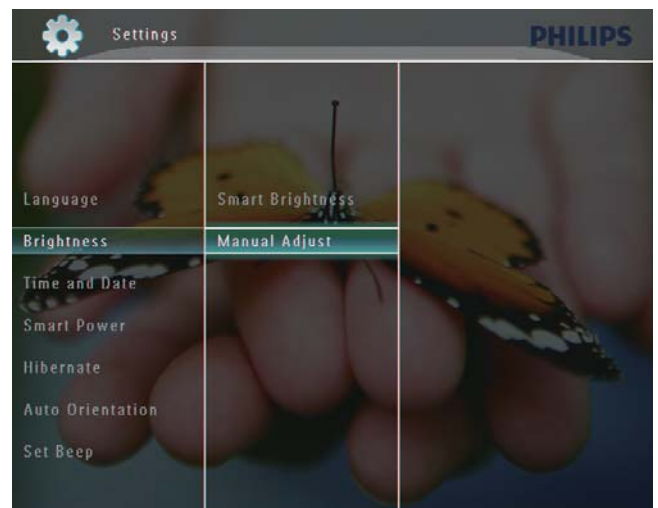 Settings
PHILIPS
Language
Smart Brightness
Brightness
Manual Adjust
Time and Date
Smart Power
Hibernate
Auto Orientation
Set Beep